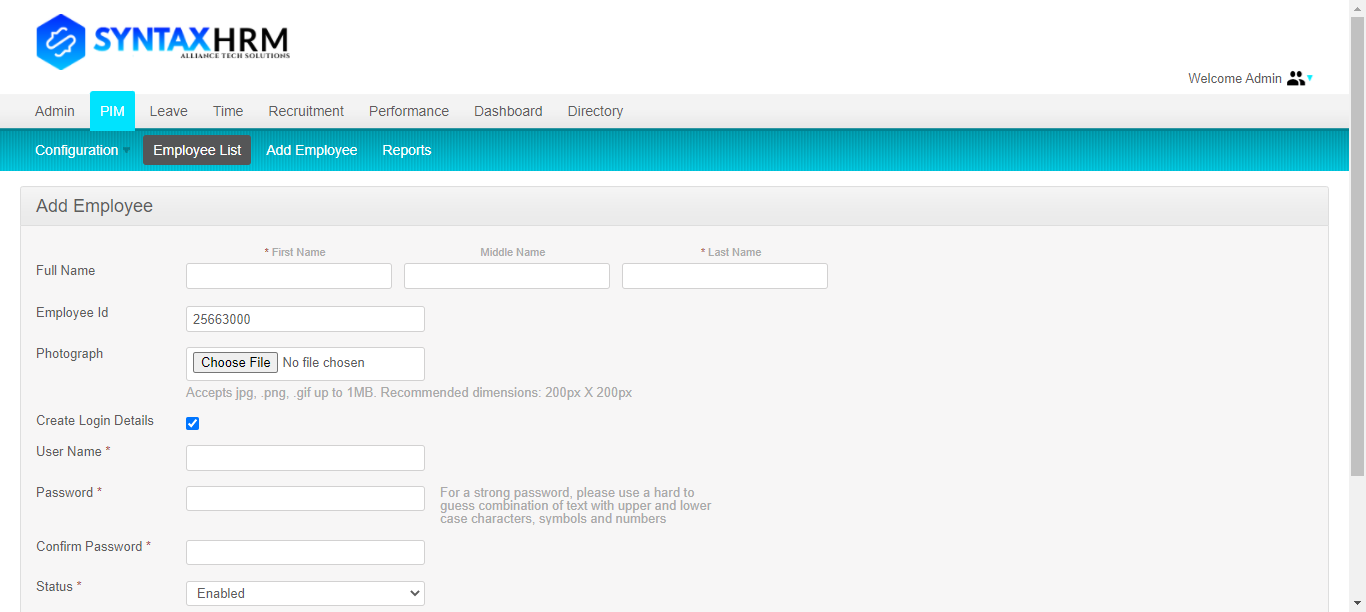 SYNTAXHRM
ALLIANCE TECH SOLUTIONS
Welcome Admin
Admin PIM Leave Time Recruitment Performance Dashboard Directory
Configuration Employee List Add Employee Reports
Add Employee
* First Name Middle Name * Last Name
Full Name
Employee Id 25663000
Photograph Choose File No file chosen
Accepts jpg, .png, .gif up to 1MB. Recommended dimensions: 200px X 200px
Create Login Details
User Name *
Password * For a strong password, please use a hard to
guess combination of text with upper and lower
case characters, symbols and numbers
Confirm Password *
Status * Enabled